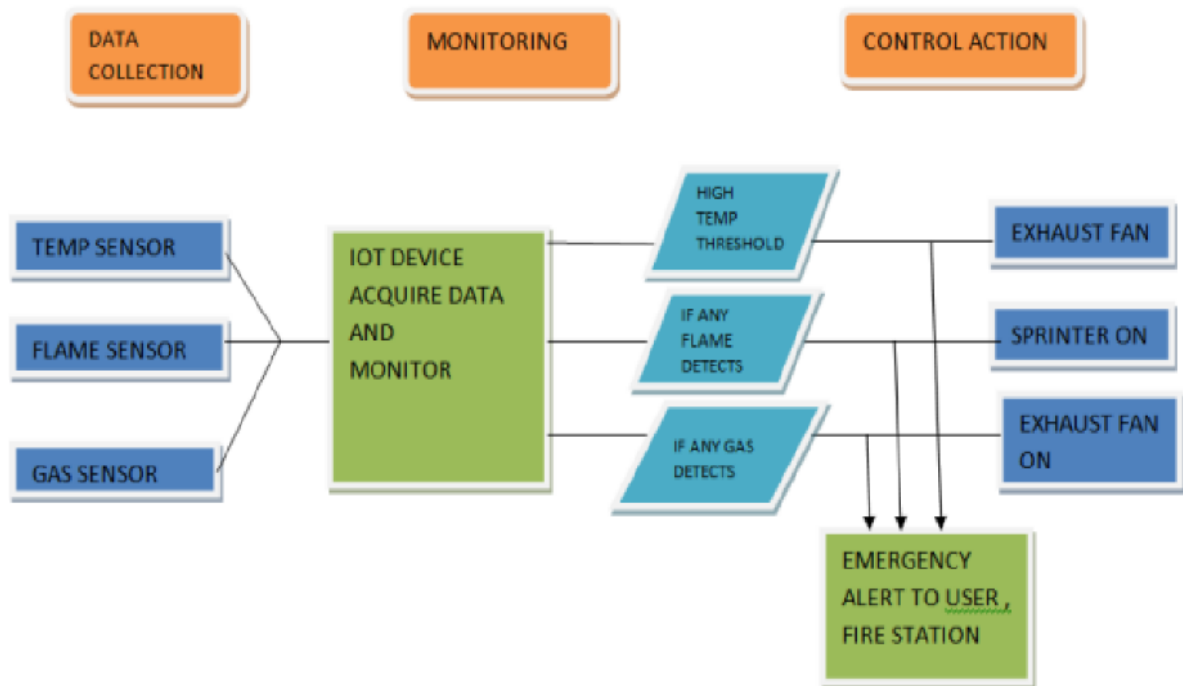 DATA
COLLECTION
MONITORING
CONTROL ACTION
TEMP SENSOR
FLAME SENSOR
GAS SENSOR
IOT DEVICE
ACQUIRE DATA
AND
MONITOR
HIGH
TEMP
THRESHOLD
IF ANY
FLAME
DETECTS
IF ANY GAS
DETECTS
EXHAUST FAN
SPRINTER ON
EXHAUST FAN
ON
EMERGENCY
ALERT TO USER ,
FIRE STATION